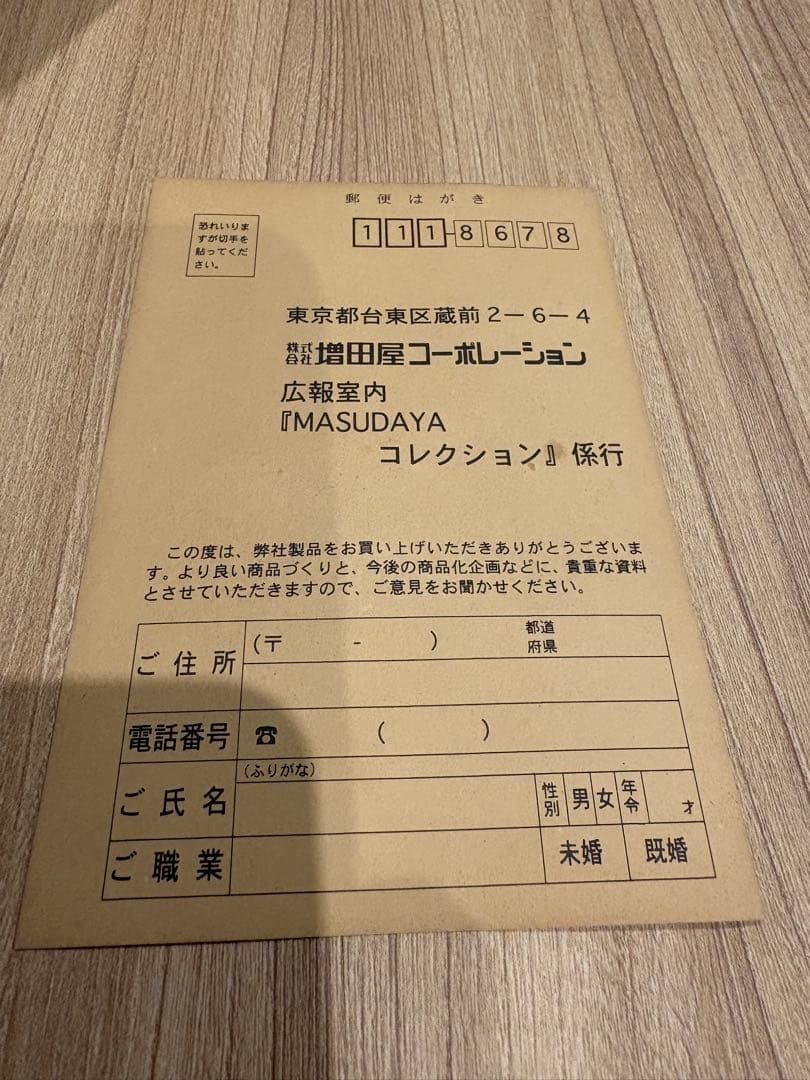 郵便はがき
恐れいりま
すが切手を
貼ってくだ
さい。
111-8678
東京都台東区蔵前2-6-4
株式会社 増田屋コーポレーション
広報室内
『MASUDAYA
コレクション』係行
この度は、弊社製品をお買い上げいただきありがとうございま
す。より良い商品づくりと、今後の商品化企画などに、貴重な資料
とさせていただきますので、ご意見をお聞かせください。
ご住所 (〒 - ) 都道
府県
電話番号 ☎ ( )
(ふりがな)
ご氏名 性別 男 女 年令 才
ご職業 未婚 既婚